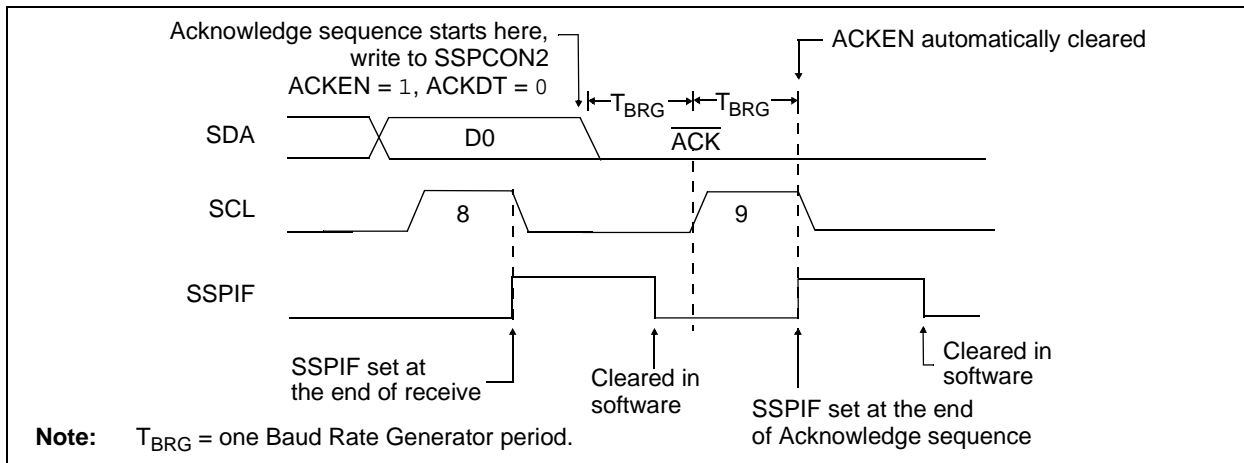 Acknowledge sequence starts here,
write to SSPCON2
ACKEN = 1, ACKDT = 0
ACKEN automatically cleared
TBRG
TBRG
SDA
D0
ACK
SCL
8
9
SSPIF
SSPIF set at
the end of receive
Cleared in
software
SSPIF set at the end
of Acknowledge sequence
Cleared in
software
Note: TBRG = one Baud Rate Generator period.